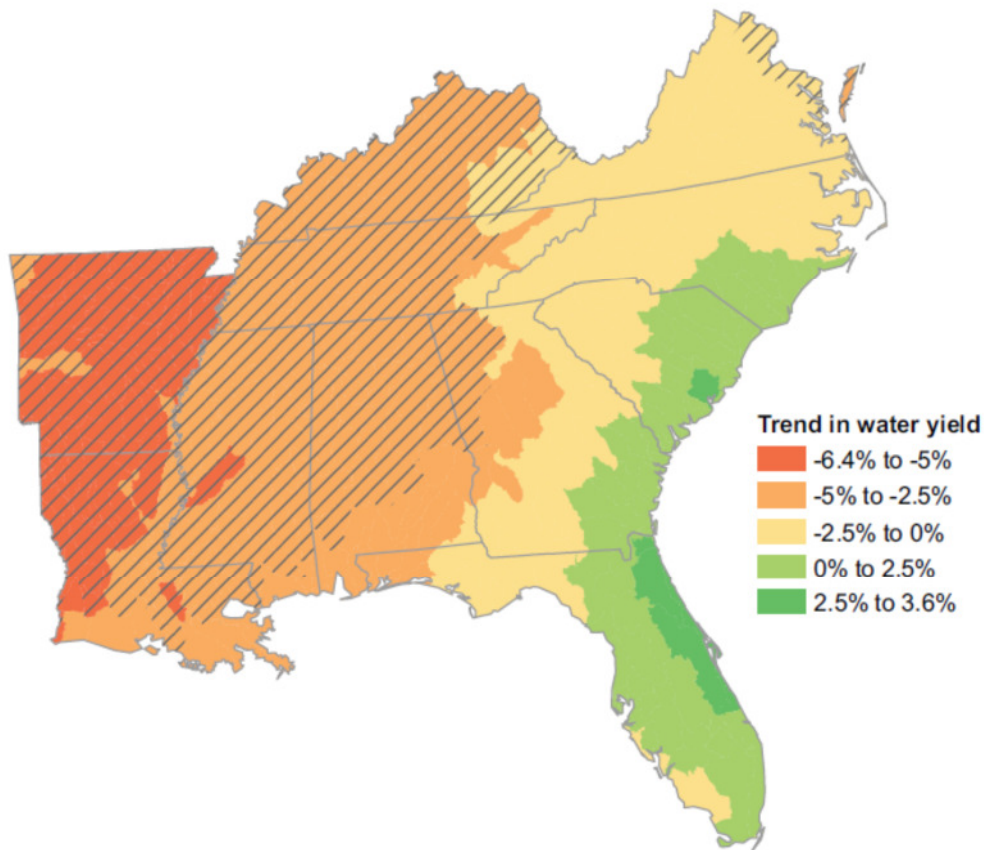 Trend in water yield
-6.4% to -5%
-5% to -2.5%
-2.5% to 0%
0% to 2.5%
2.5% to 3.6%